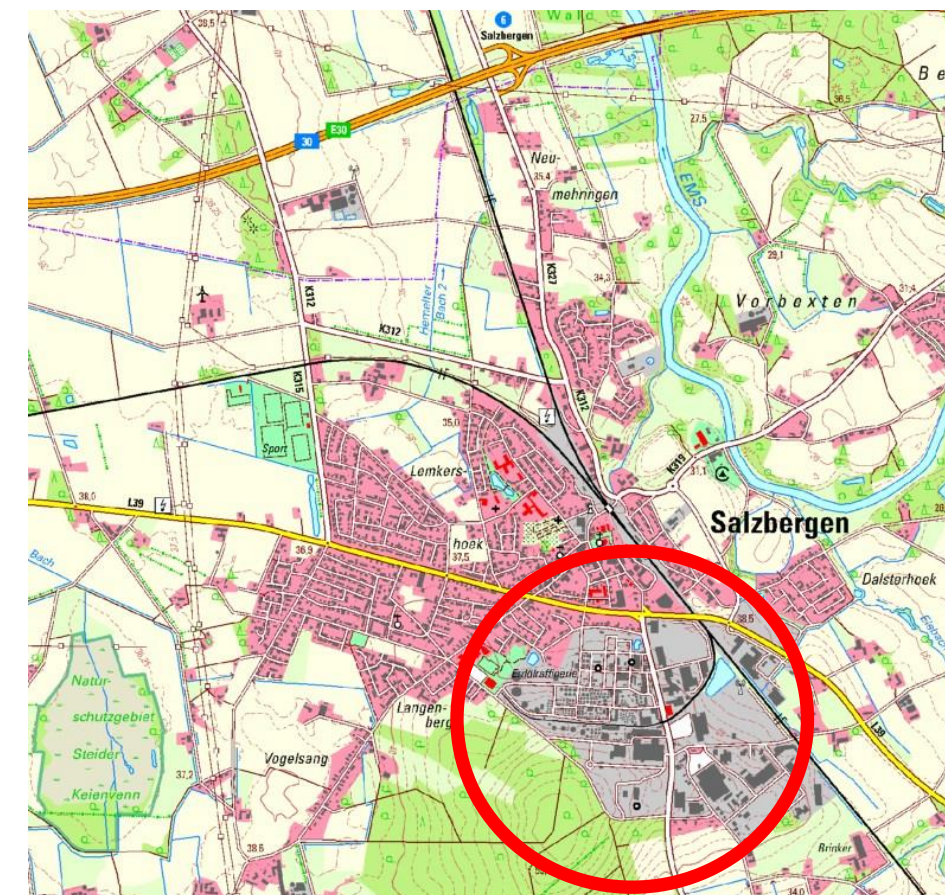 38,5
6
Salzbergen
Wald
B e
36,5
E30
30
27,5
Neu-
35,4
mehringen
EMS
29,1
34,3
Vorbexten
31,4
K327
K312
Hemelter
Bach 2
K312
K315
K312
35,0
Sport
Lemkers-
K319
31,1
38,0
L39
Salzbergen
hoek
37,5
36,9
Bach
Dalsterhoek
38,5
Erdölraffinerie
Natur-
schutzgebiet
Steider
Keienvenn
Langen-
berg
L39
Vogelsang
37,2
38,6
Brinker
34,0